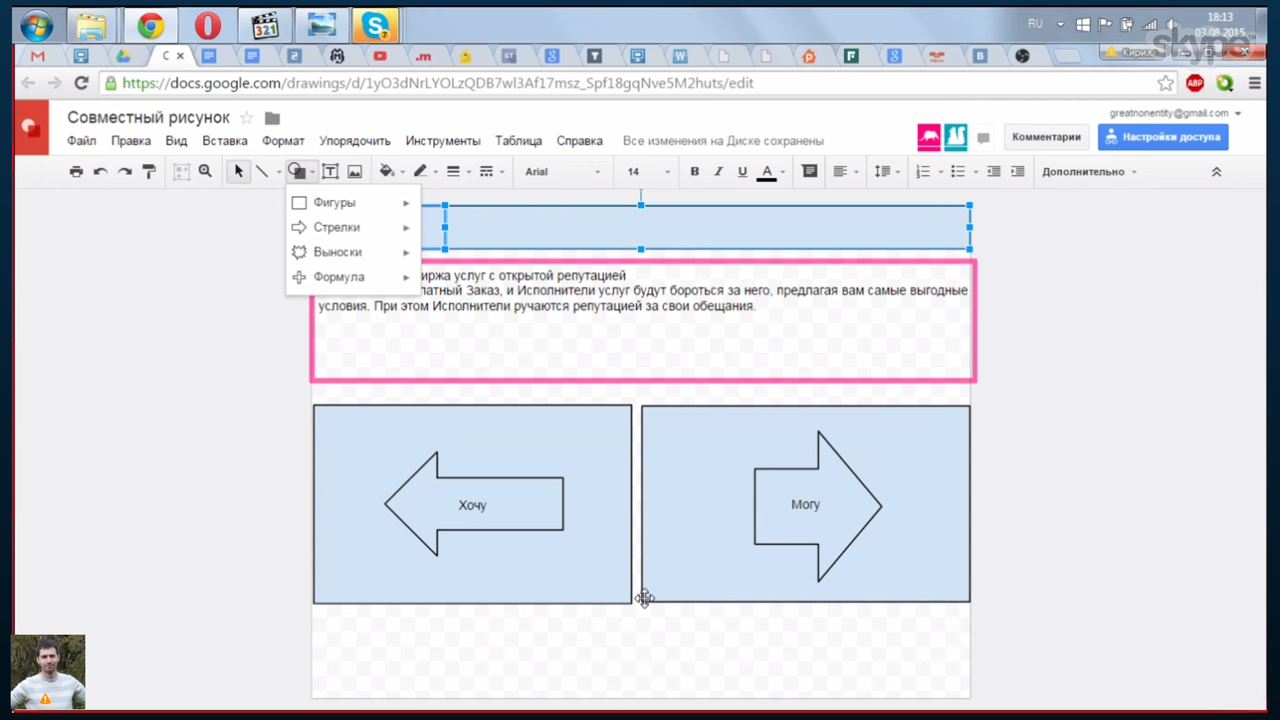 RU
18:13
03.08.2015
skype
https://docs.google.com/drawings/d/1yO3dNrLYOLzQDB7wl3Af17msz_Spf18gqNve5M2huts/edit
Совместный рисунок
greatnonentity@gmail.com
Файл Правка Вид Вставка Формат Упорядочить Инструменты Таблица Справка Все изменения на Диске сохранены
Комментарии Настройки доступа
Arial 14 B I U A Дополнительно
Фигуры
Стрелки
Выноски
Формула
иржа услуг с открытой репутацией
латный Заказ, и Исполнители услуг будут бороться за него, предлагая вам самые выгодные
условия. При этом Исполнители ручаются репутацией за свои обещания.
Хочу
Могу